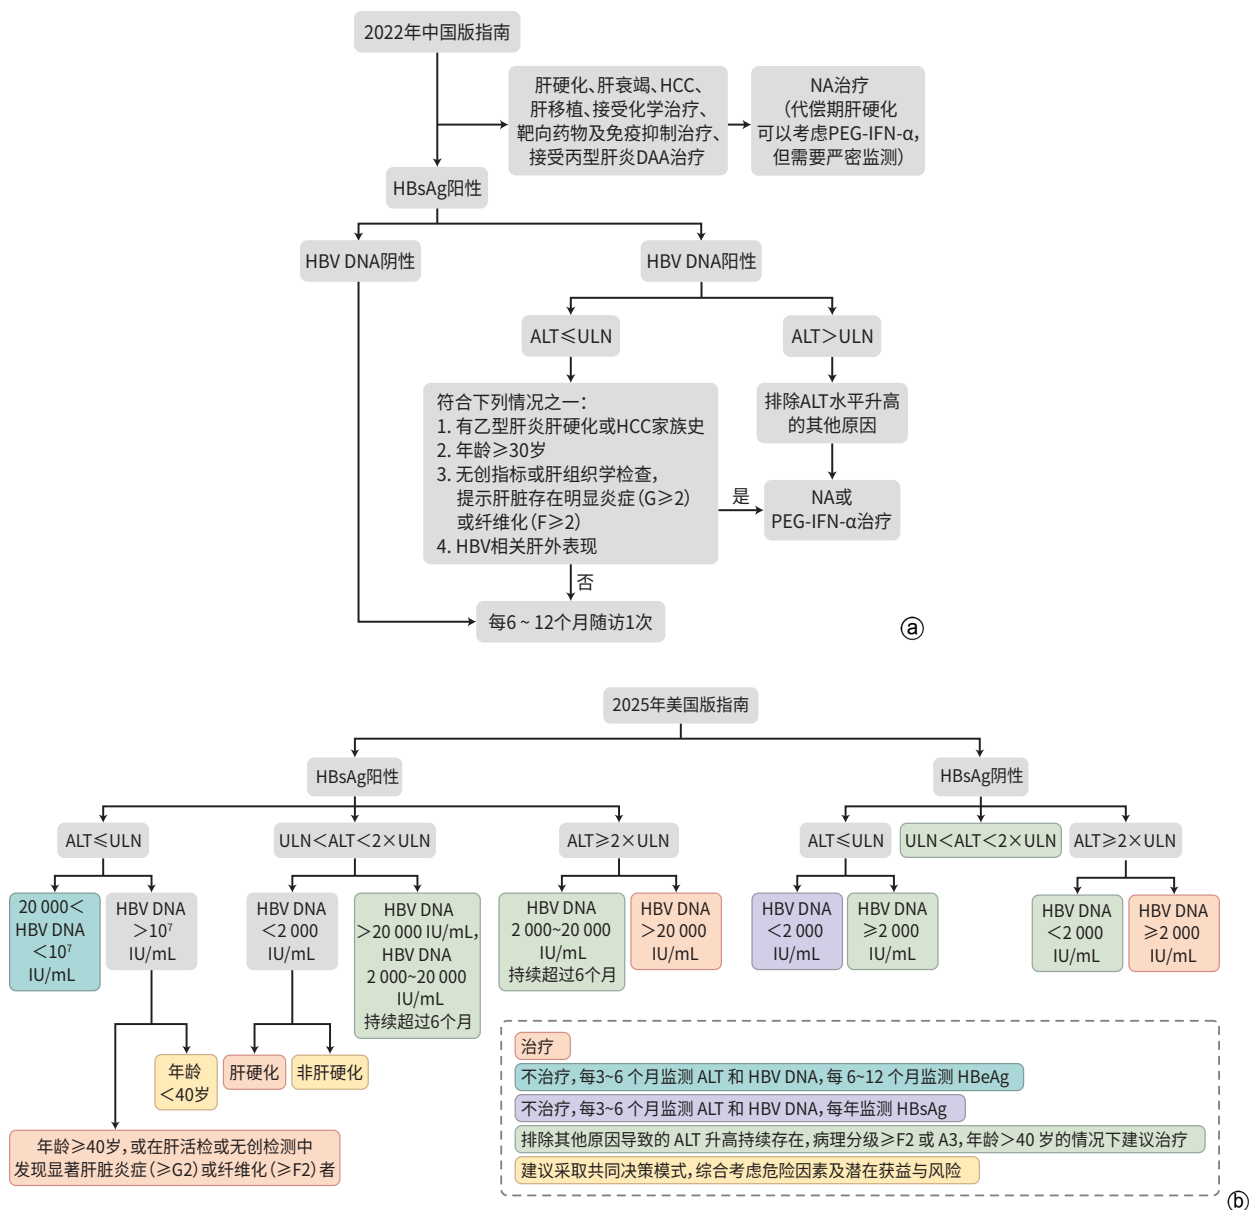 2022年中国版指南
肝硬化、肝衰竭、HCC、
肝移植、接受化学治疗、
靶向药物及免疫抑制治疗、
接受丙型肝炎DAA治疗
NA治疗
（代偿期肝硬化
可以考虑PEG-IFN-α，
但需要严密监测）
HBsAg阳性
HBV DNA阴性
HBV DNA阳性
ALT≤ULN
ALT＞ULN
符合下列情况之一：
1. 有乙型肝炎肝硬化或HCC家族史
2. 年龄≥30岁
3. 无创指标或肝组织学检查，
提示肝脏存在明显炎症（G≥2）
或纤维化（F≥2）
4. HBV相关肝外表现
排除ALT水平升高
的其他原因
是
NA或
PEG-IFN-α治疗
否
每6 ~ 12个月随访1次
ⓐ
2025年美国版指南
HBsAg阳性
HBsAg阴性
ALT≤ULN
ULN＜ALT＜2×ULN
ALT≥2×ULN
ALT≤ULN
ULN＜ALT＜2×ULN
ALT≥2×ULN
20 000＜
HBV DNA
＜10⁷
IU/mL
HBV DNA
＞10⁷
IU/mL
HBV DNA
＜2 000
IU/mL
HBV DNA
＞20 000 IU/mL，
HBV DNA
2 000~20 000
IU/mL
持续超过6个月
HBV DNA
2 000~20 000
IU/mL
持续超过6个月
HBV DNA
＞20 000
IU/mL
HBV DNA
＜2 000
IU/mL
HBV DNA
≥2 000
IU/mL
HBV DNA
＜2 000
IU/mL
HBV DNA
≥2 000
IU/mL
年龄
＜40岁
肝硬化
非肝硬化
年龄≥40岁，或在肝活检或无创检测中
发现显著肝脏炎症（≥G2）或纤维化（≥F2）者
治疗
不治疗，每3~6 个月监测 ALT 和 HBV DNA，每 6~12 个月监测 HBeAg
不治疗，每3~6 个月监测 ALT 和 HBV DNA，每年监测 HBsAg
排除其他原因导致的 ALT 升高持续存在，病理分级≥F2 或 A3，年龄＞40 岁的情况下建议治疗
建议采取共同决策模式，综合考虑危险因素及潜在获益与风险
ⓑ